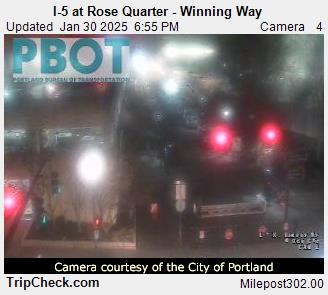 I-5 at Rose Quarter - Winning Way
Updated Jan 30 2025 6:55 PM Camera 4
PBOT
PORTLAND BUREAU OF TRANSPORTATION
Camera courtesy of the City of Portland
TripCheck.com Milepost302.00